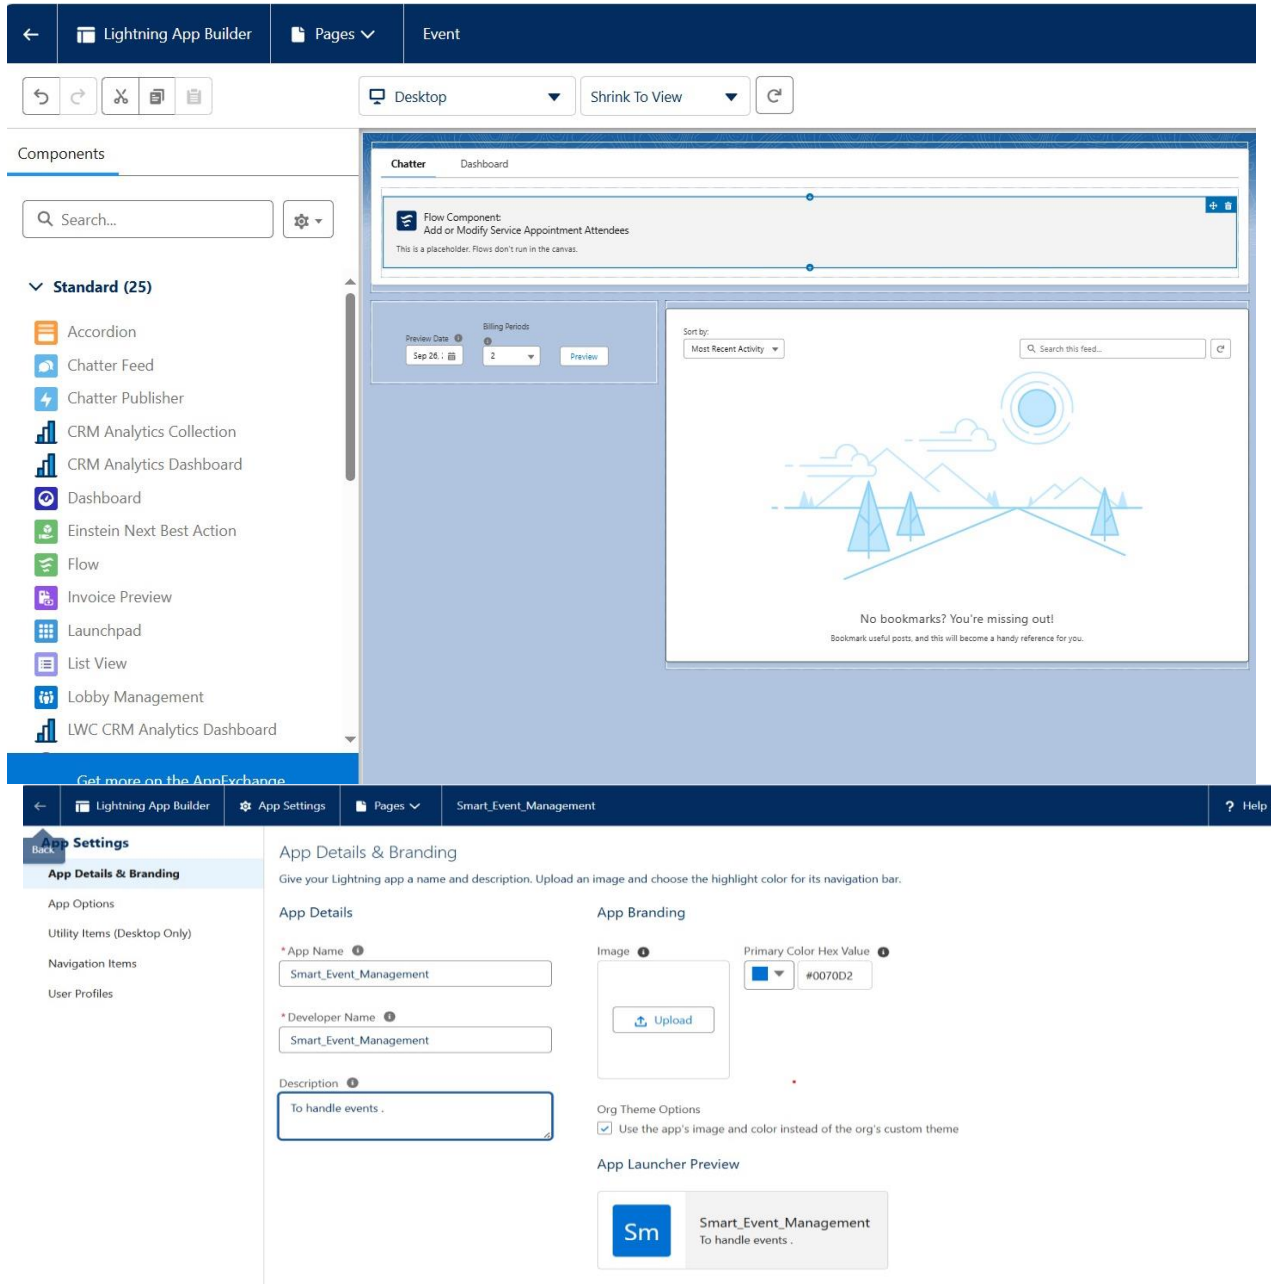 Lightning App Builder
Pages
Event
Desktop
Shrink To View
Components
Search...
Standard (25)
Accordion
Chatter Feed
Chatter Publisher
CRM Analytics Collection
CRM Analytics Dashboard
Dashboard
Einstein Next Best Action
Flow
Invoice Preview
Launchpad
List View
Lobby Management
LWC CRM Analytics Dashboard
Get more on the AppExchange
Chatter
Dashboard
Flow Component:
Add or Modify Service Appointment Attendees
This is a placeholder. Flows don't run in the canvas.
Preview Date
Billing Periods
Sep 26, 2
Preview
Sort by:
Most Recent Activity
Search this feed...
No bookmarks? You're missing out!
Bookmark useful posts, and this will become a handy reference for you.
Lightning App Builder
App Settings
Pages
Smart_Event_Management
? Help
Back
App Settings
App Details & Branding
App Options
Utility Items (Desktop Only)
Navigation Items
User Profiles
App Details & Branding
Give your Lightning app a name and description. Upload an image and choose the highlight color for its navigation bar.
App Details
*App Name
Smart_Event_Management
*Developer Name
Smart_Event_Management
Description
To handle events .
App Branding
Image
Primary Color Hex Value
#0070D2
Upload
Org Theme Options
Use the app's image and color instead of the org's custom theme
App Launcher Preview
Sm
Smart_Event_Management
To handle events .